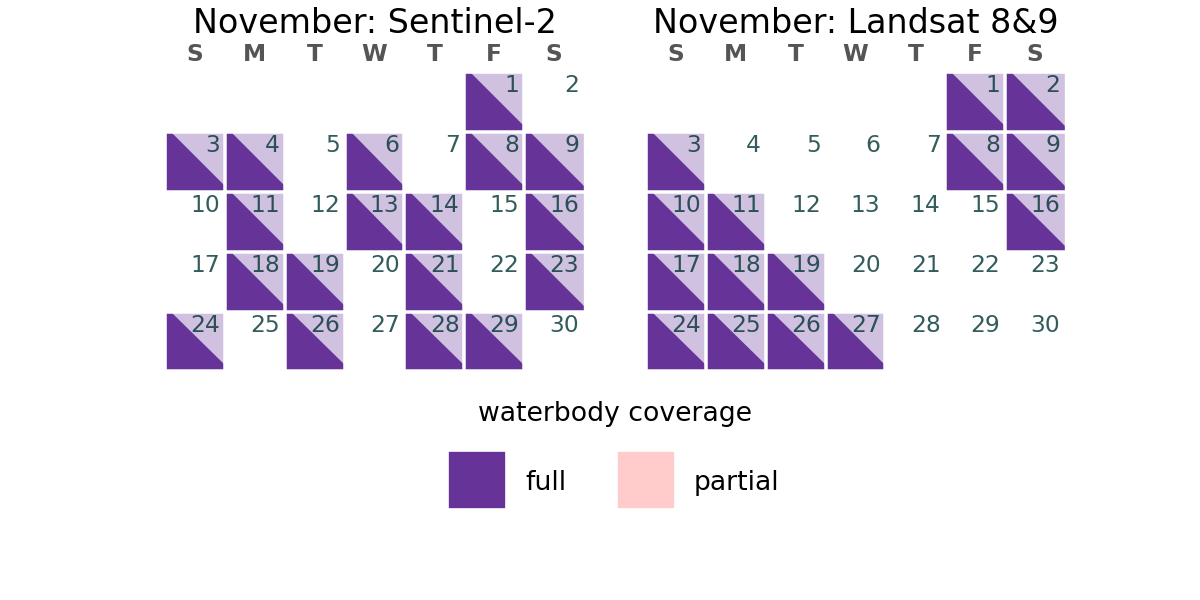 November: Sentinel-2
S M T W T F S
1 2
3 4 5 6 7 8 9
10 11 12 13 14 15 16
17 18 19 20 21 22 23
24 25 26 27 28 29 30
November: Landsat 8&9
S M T W T F S
1 2
3 4 5 6 7 8 9
10 11 12 13 14 15 16
17 18 19 20 21 22 23
24 25 26 27 28 29 30
waterbody coverage
full partial